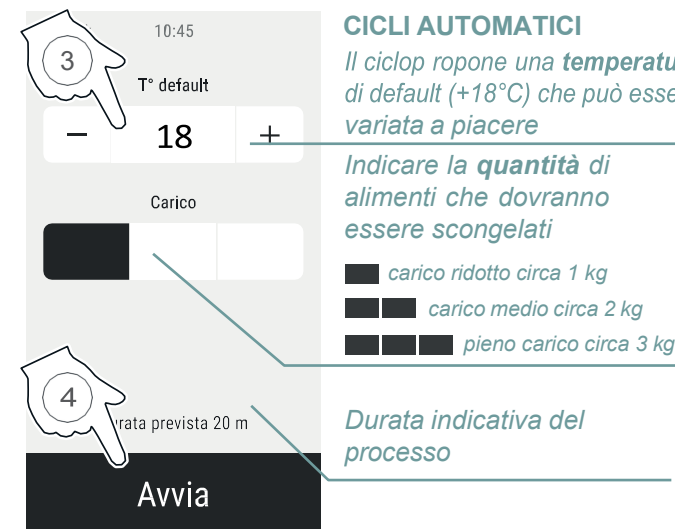 3
10:45
T° default
− 18 +
Carico
4
rata prevista 20 m
Avvia
CICLI AUTOMATICI
Il ciclop ropone una temperatu
di default (+18°C) che può esse
variata a piacere
Indicare la quantità di
alimenti che dovranno
essere scongelati
carico ridotto circa 1 kg
carico medio circa 2 kg
pieno carico circa 3 kg
Durata indicativa del
processo